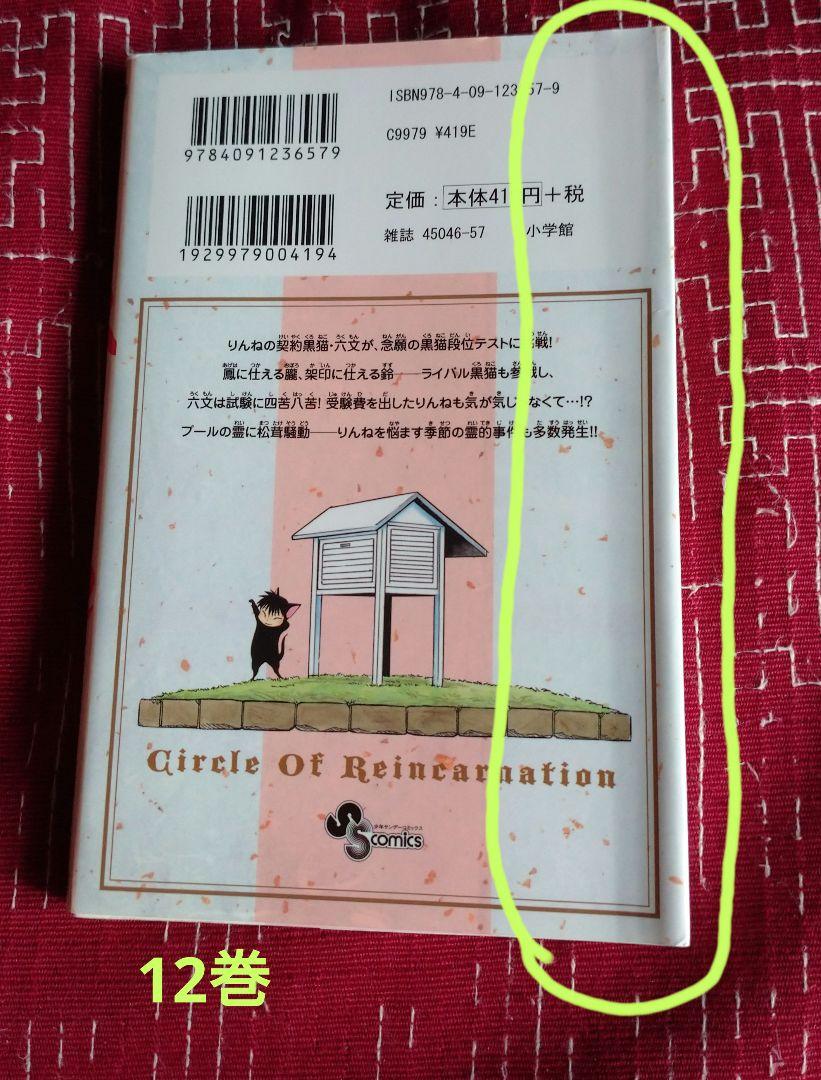 ISBN978-4-09-123657-9
9784091236579
C9979 ¥419E
定価：本体419円＋税
1929979004194
雑誌 45046-57 小学館
りんねの契約黒猫・六文が、念願の黒猫段位テストに挑戦!
鳳に仕える朧、架印に仕える鈴――ライバル黒猫も参戦し、
六文は試験に四苦八苦! 受験費を出したりんねも気が気じゃなくて…!?
プールの霊に松茸騒動――りんねを悩ます季節の霊的事件も多数発生!!
Circle Of Reincarnation
少年サンデーコミックス
SS comics
12巻